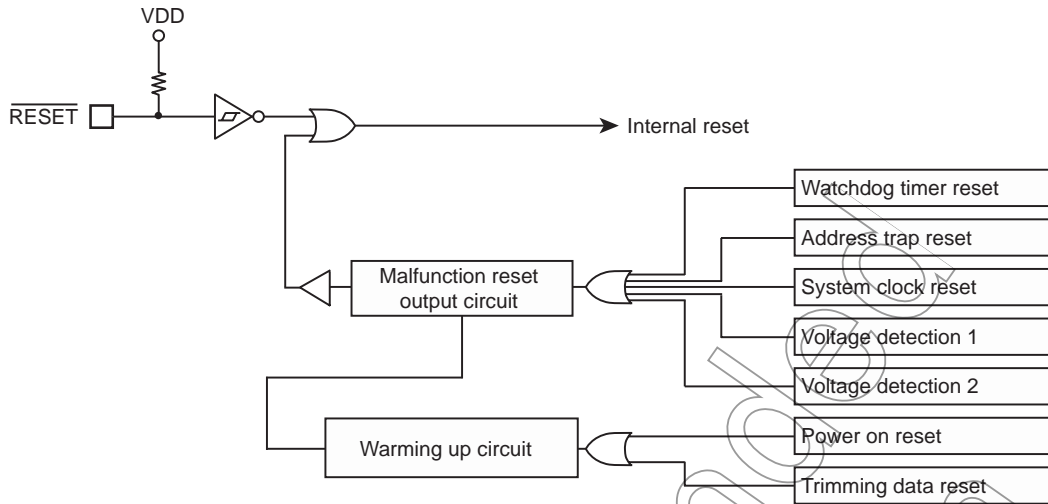 VDD
RESET
Internal reset
Watchdog timer reset
Address trap reset
Malfunction reset
output circuit
System clock reset
Voltage detection 1
Voltage detection 2
Warming up circuit
Power on reset
Trimming data reset